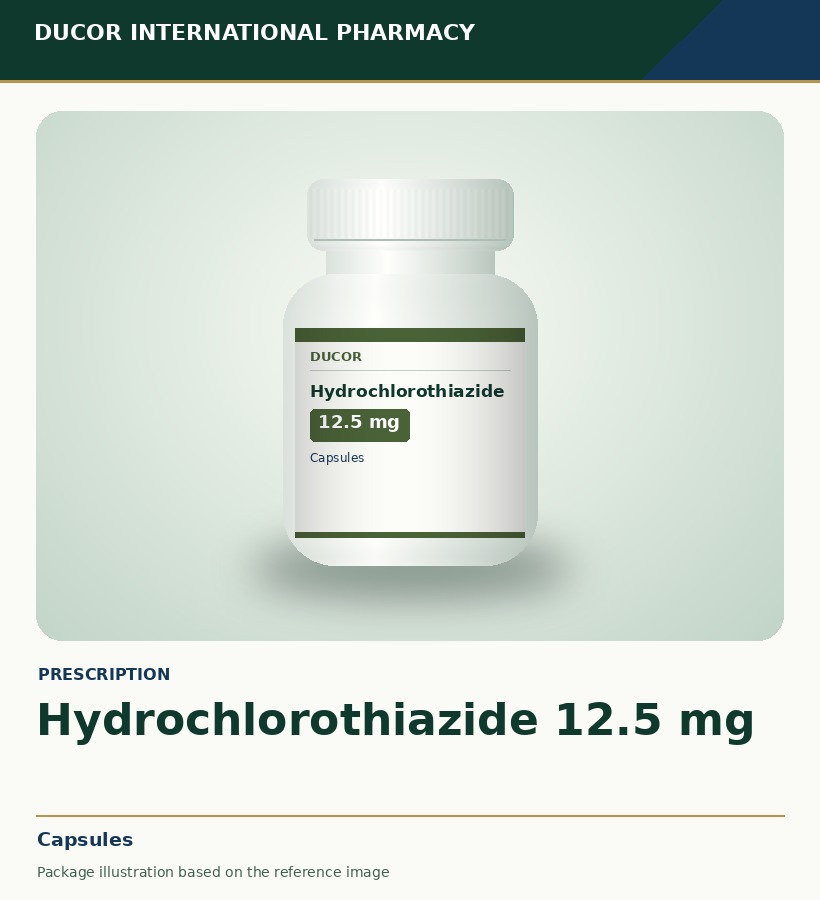 DUCOR INTERNATIONAL PHARMACY
DUCOR
Hydrochlorothiazide
12.5 mg
Capsules
PRESCRIPTION
Hydrochlorothiazide 12.5 mg
Capsules
Package illustration based on the reference image